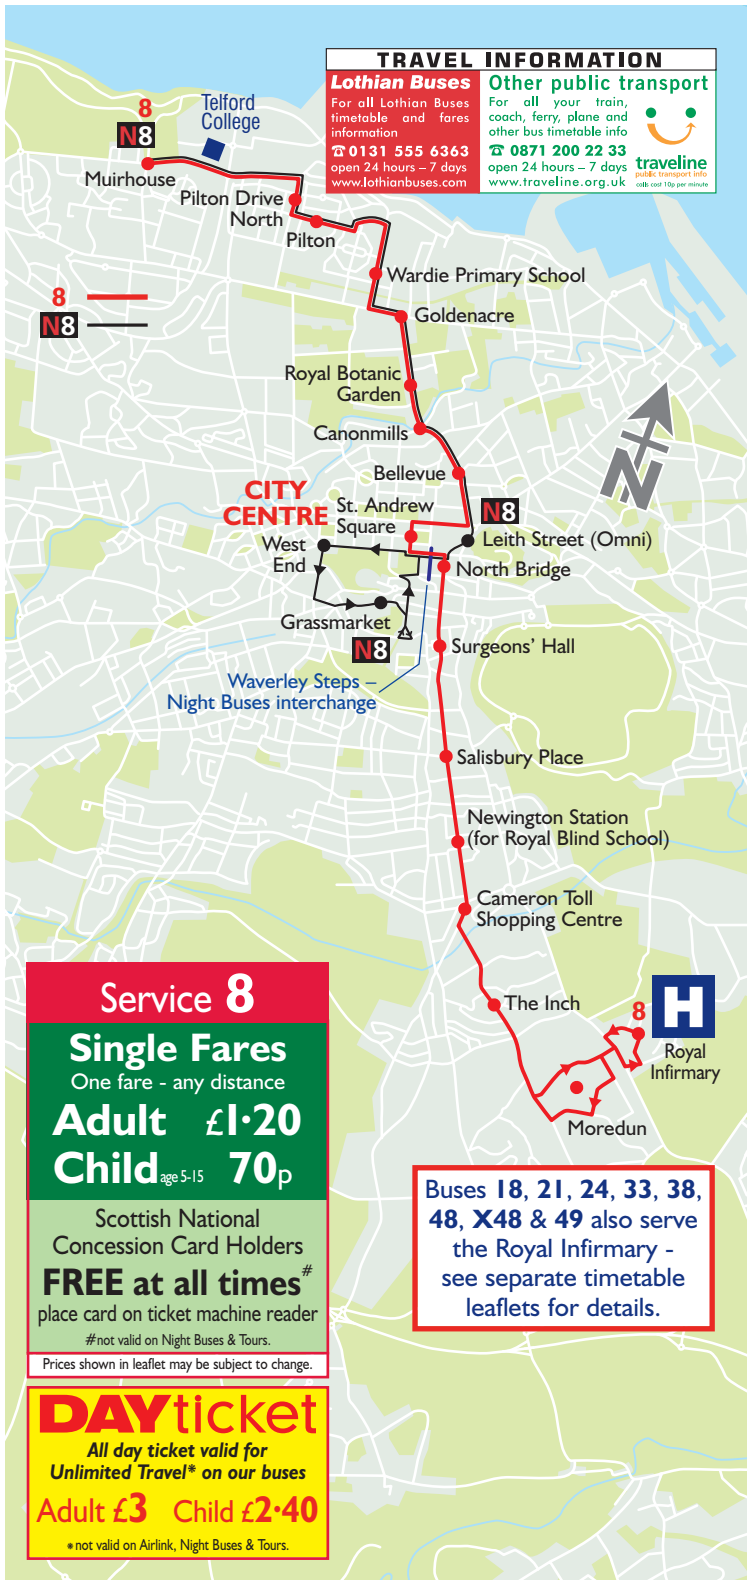 TRAVEL INFORMATION
Lothian Buses
For all Lothian Buses
timetable and fares
information
☎0131 555 6363
open 24 hours – 7 days
www.lothianbuses.com
Other public transport
For all your train,
coach, ferry, plane and
other bus timetable info
☎ 0871 200 22 33
open 24 hours – 7 days
www.traveline.org.uk
traveline
public transport info
calls cost 10p per minute
8
N8
Telford
College
Muirhouse
Pilton Drive
North
Pilton
Wardie Primary School
8
N8
Goldenacre
Royal Botanic
Garden
Canonmills
Bellevue
N
CITY
CENTRE
St. Andrew
Square
N8
West
End
Leith Street (Omni)
North Bridge
Grassmarket
N8
Surgeons' Hall
Waverley Steps –
Night Buses interchange
Salisbury Place
Newington Station
(for Royal Blind School)
Cameron Toll
Shopping Centre
The Inch
8
H
Royal
Infirmary
Moredun
Service 8
Single Fares
One fare - any distance
Adult £1·20
Child age 5-15 70p
Scottish National
Concession Card Holders
FREE at all times#
place card on ticket machine reader
#not valid on Night Buses & Tours.
Prices shown in leaflet may be subject to change.
Buses 18, 21, 24, 33, 38,
48, X48 & 49 also serve
the Royal Infirmary -
see separate timetable
leaflets for details.
DAYticket
All day ticket valid for
Unlimited Travel* on our buses
Adult £3 Child £2·40
*not valid on Airlink, Night Buses & Tours.